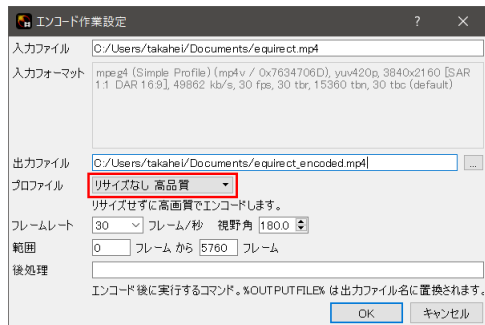 エンコード作業設定
入力ファイル C:/Users/takahei/Documents/equirect.mp4
入力フォーマット mpeg4 (Simple Profile) (mp4v / 0x7634706D), yuv420p, 3840x2160 [SAR
1:1 DAR 16:9], 49862 kb/s, 30 fps, 30 tbr, 15360 tbn, 30 tbc (default)
出力ファイル C:/Users/takahei/Documents/equirect_encoded.mp4 ...
プロファイル リサイズなし 高品質
リサイズせずに高画質でエンコードします。
フレームレート 30 フレーム/秒 視野角 180.0
範囲 0 フレーム から 5760 フレーム
後処理
エンコード後に実行するコマンド。%OUTPUTFILE% は出力ファイル名に置換されます。
OK キャンセル